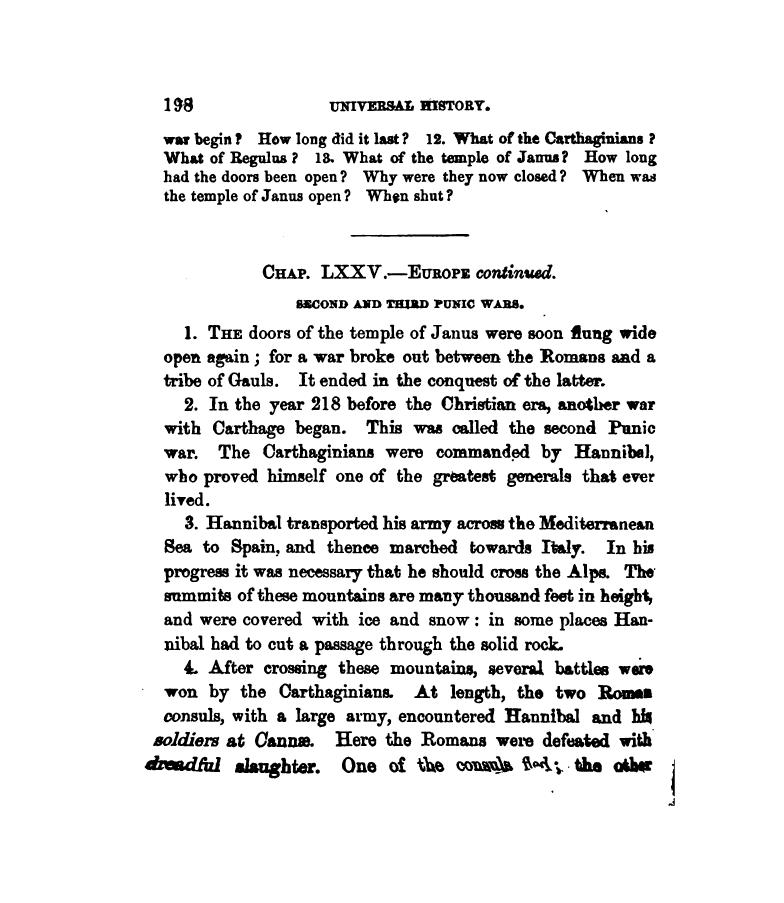 198 UNIVERSAL HISTORY.
war begin? How long did it last? 12. What of the Carthaginians?
What of Regulus? 13. What of the temple of Janus? How long
had the doors been open? Why were they now closed? When was
the temple of Janus open? When shut?
CHAP. LXXV.—EUROPE continued.
SECOND AND THIRD PUNIC WARS.
1. THE doors of the temple of Janus were soon flung wide
open again; for a war broke out between the Romans and a
tribe of Gauls. It ended in the conquest of the latter.
2. In the year 218 before the Christian era, another war
with Carthage began. This was called the second Punic
war. The Carthaginians were commanded by Hannibal,
who proved himself one of the greatest generals that ever
lived.
3. Hannibal transported his army across the Mediterranean
Sea to Spain, and thence marched towards Italy. In his
progress it was necessary that he should cross the Alps. The
summits of these mountains are many thousand feet in height,
and were covered with ice and snow: in some places Han-
nibal had to cut a passage through the solid rock.
4. After crossing these mountains, several battles were
won by the Carthaginians. At length, the two Roman
consuls, with a large army, encountered Hannibal and his
soldiers at Cannæ. Here the Romans were defeated with
dreadful slaughter. One of the consuls fled; the other